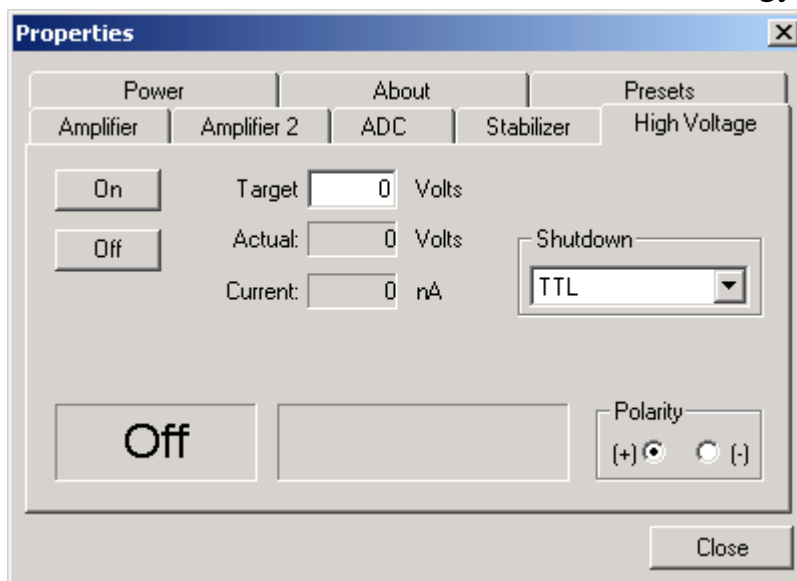 Properties
Power About Presets
Amplifier Amplifier 2 ADC Stabilizer High Voltage
On Target 0 Volts
Off Actual: 0 Volts Shutdown
TTL
Current: 0 nA
Off
Polarity
(+) (-)
Close